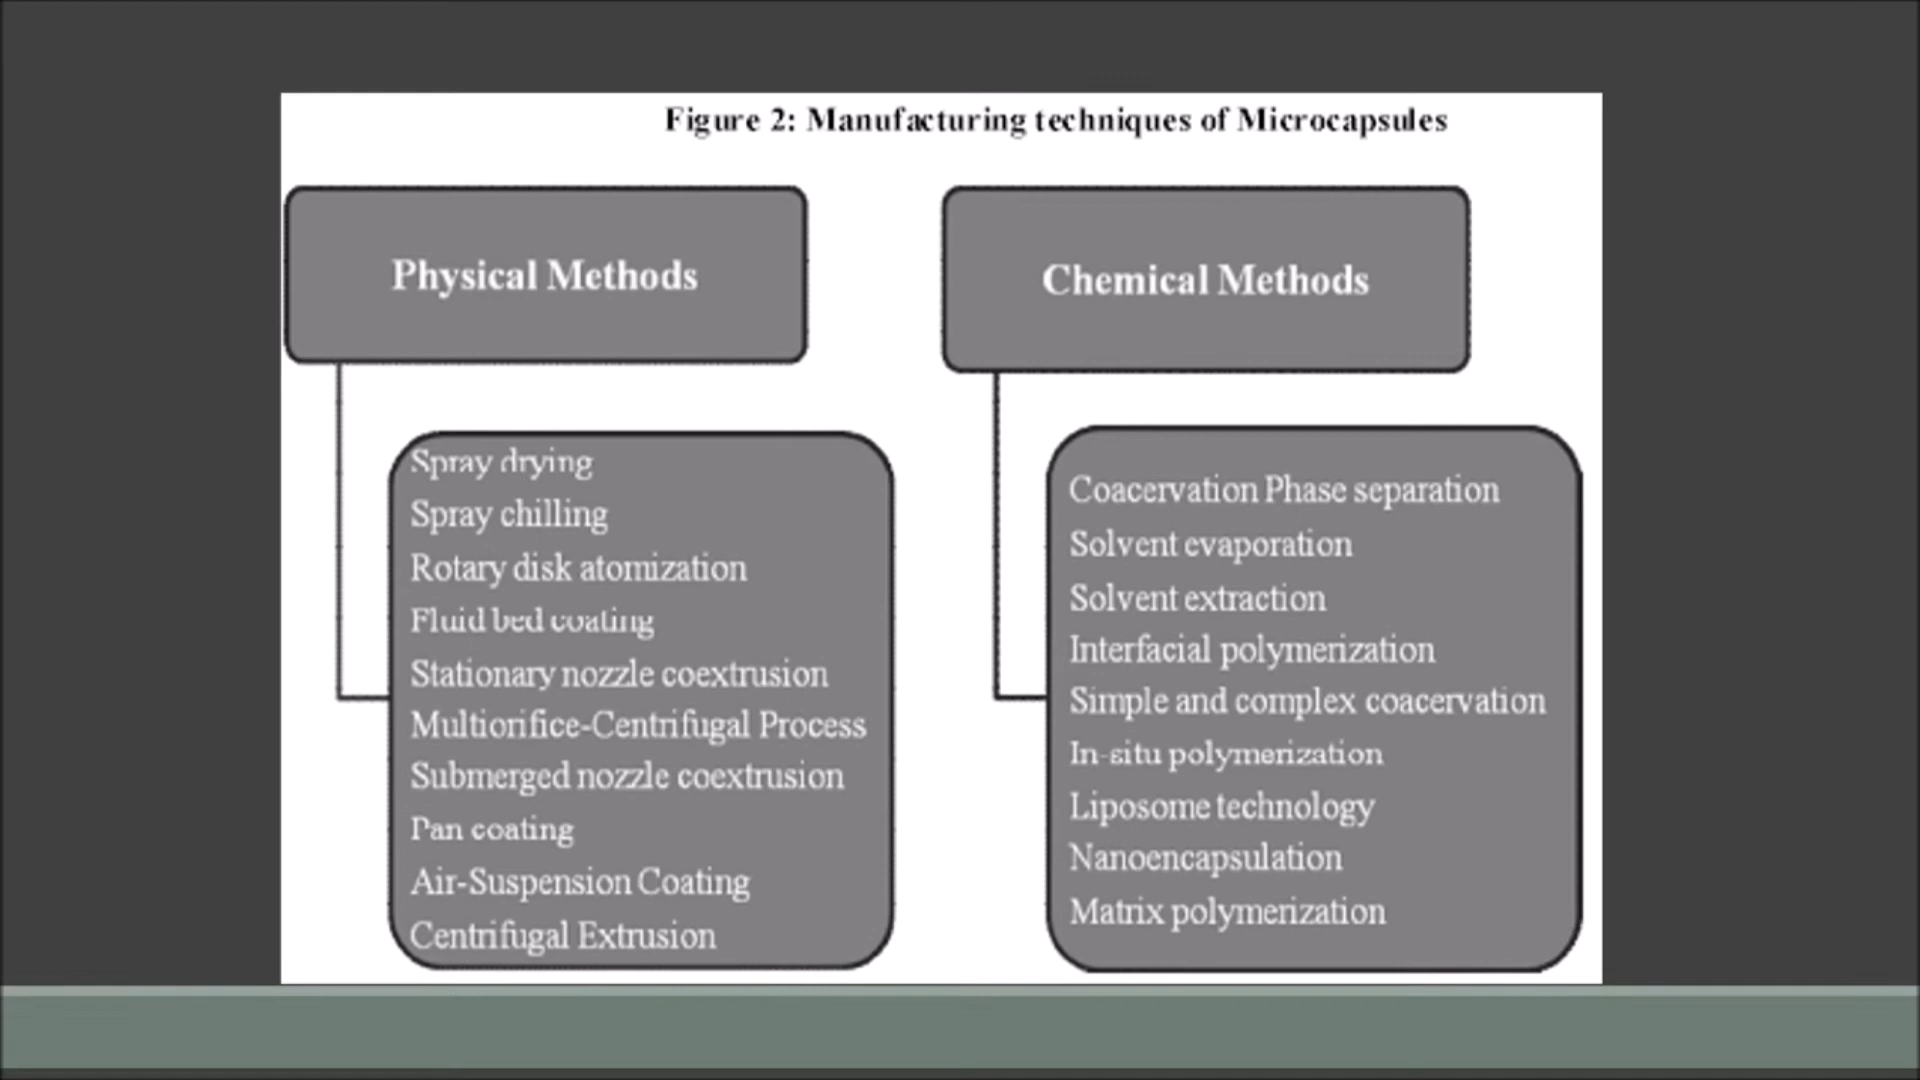 Figure 2: Manufacturing techniques of Microcapsules
Physical Methods
Spray drying
Spray chilling
Rotary disk atomization
Fluid bed coating
Stationary nozzle coextrusion
Multiorifice-Centrifugal Process
Submerged nozzle coextrusion
Pan coating
Air-Suspension Coating
Centrifugal Extrusion
Chemical Methods
Coacervation Phase separation
Solvent evaporation
Solvent extraction
Interfacial polymerization
Simple and complex coacervation
In-situ polymerization
Liposome technology
Nanoencapsulation
Matrix polymerization